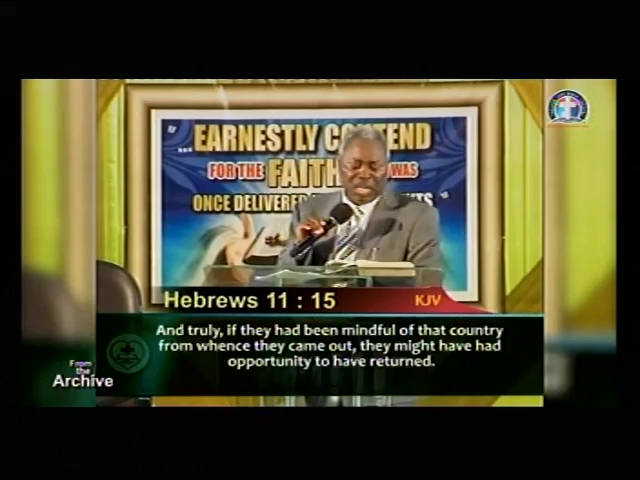 "...EARNESTLY CONTEND
FOR THE FAITH WAS
ONCE DELIVERED
Hebrews 11 : 15 KJV
And truly, if they had been mindful of that country
from whence they came out, they might have had
opportunity to have returned.
From
the
Archive